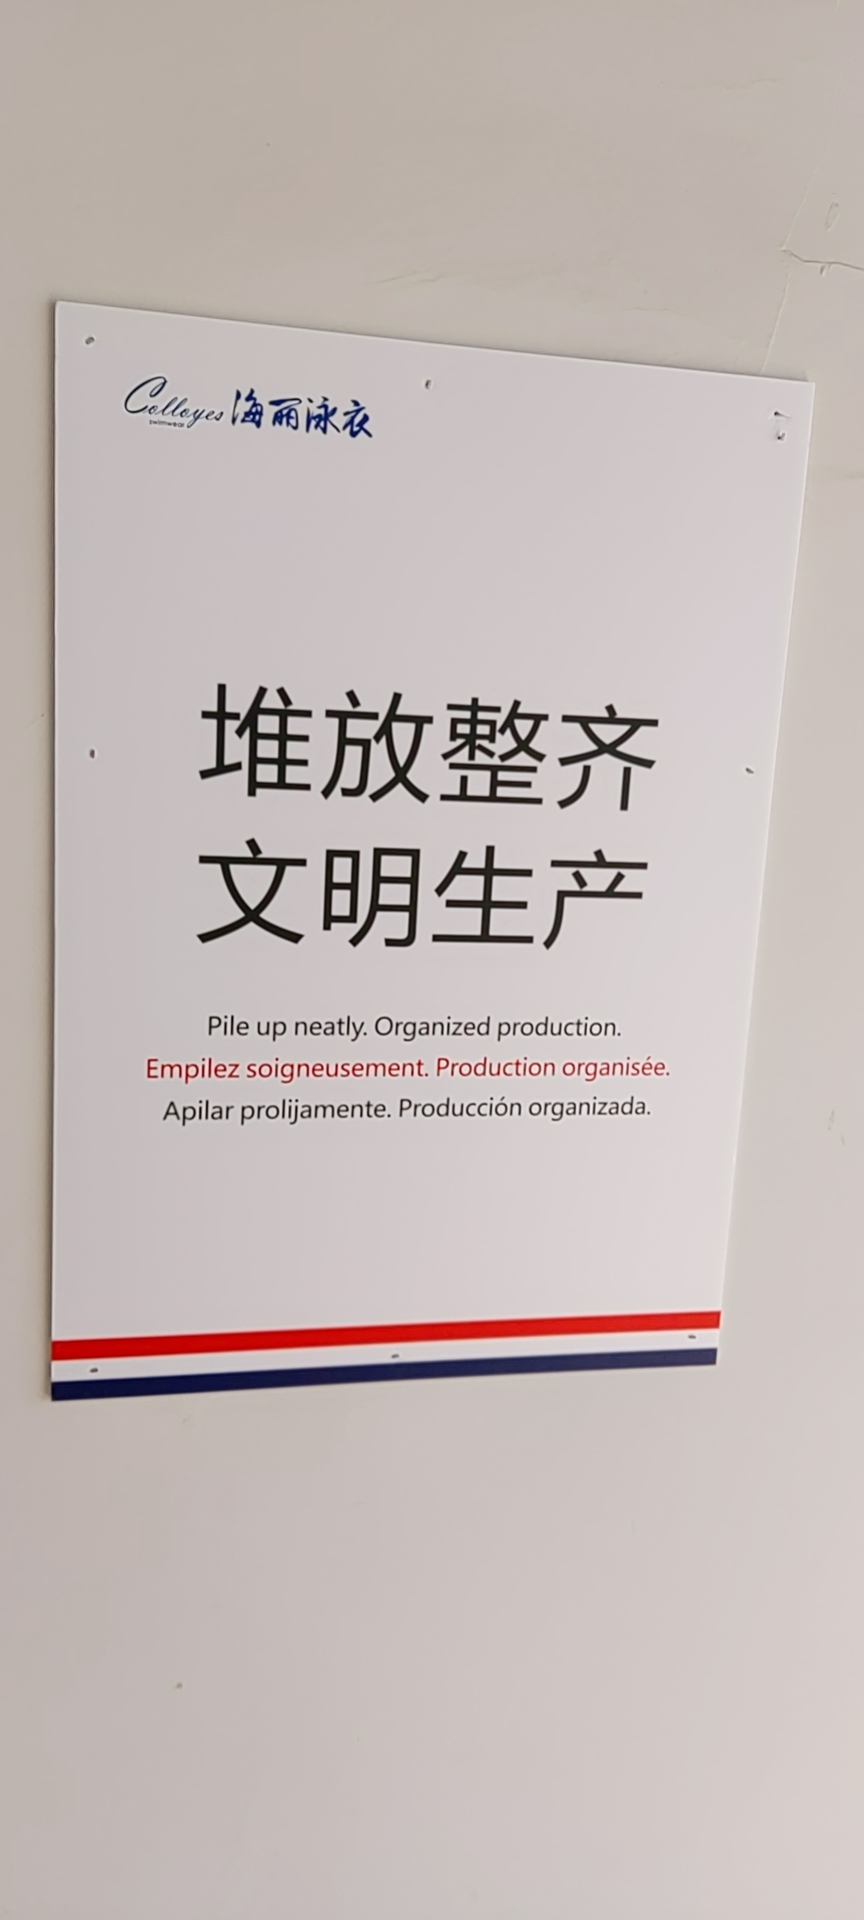 Colloyes 海丽泳衣
swimwear
堆放整齐
文明生产
Pile up neatly. Organized production.
Empilez soigneusement. Production organisée.
Apilar prolijamente. Producción organizada.